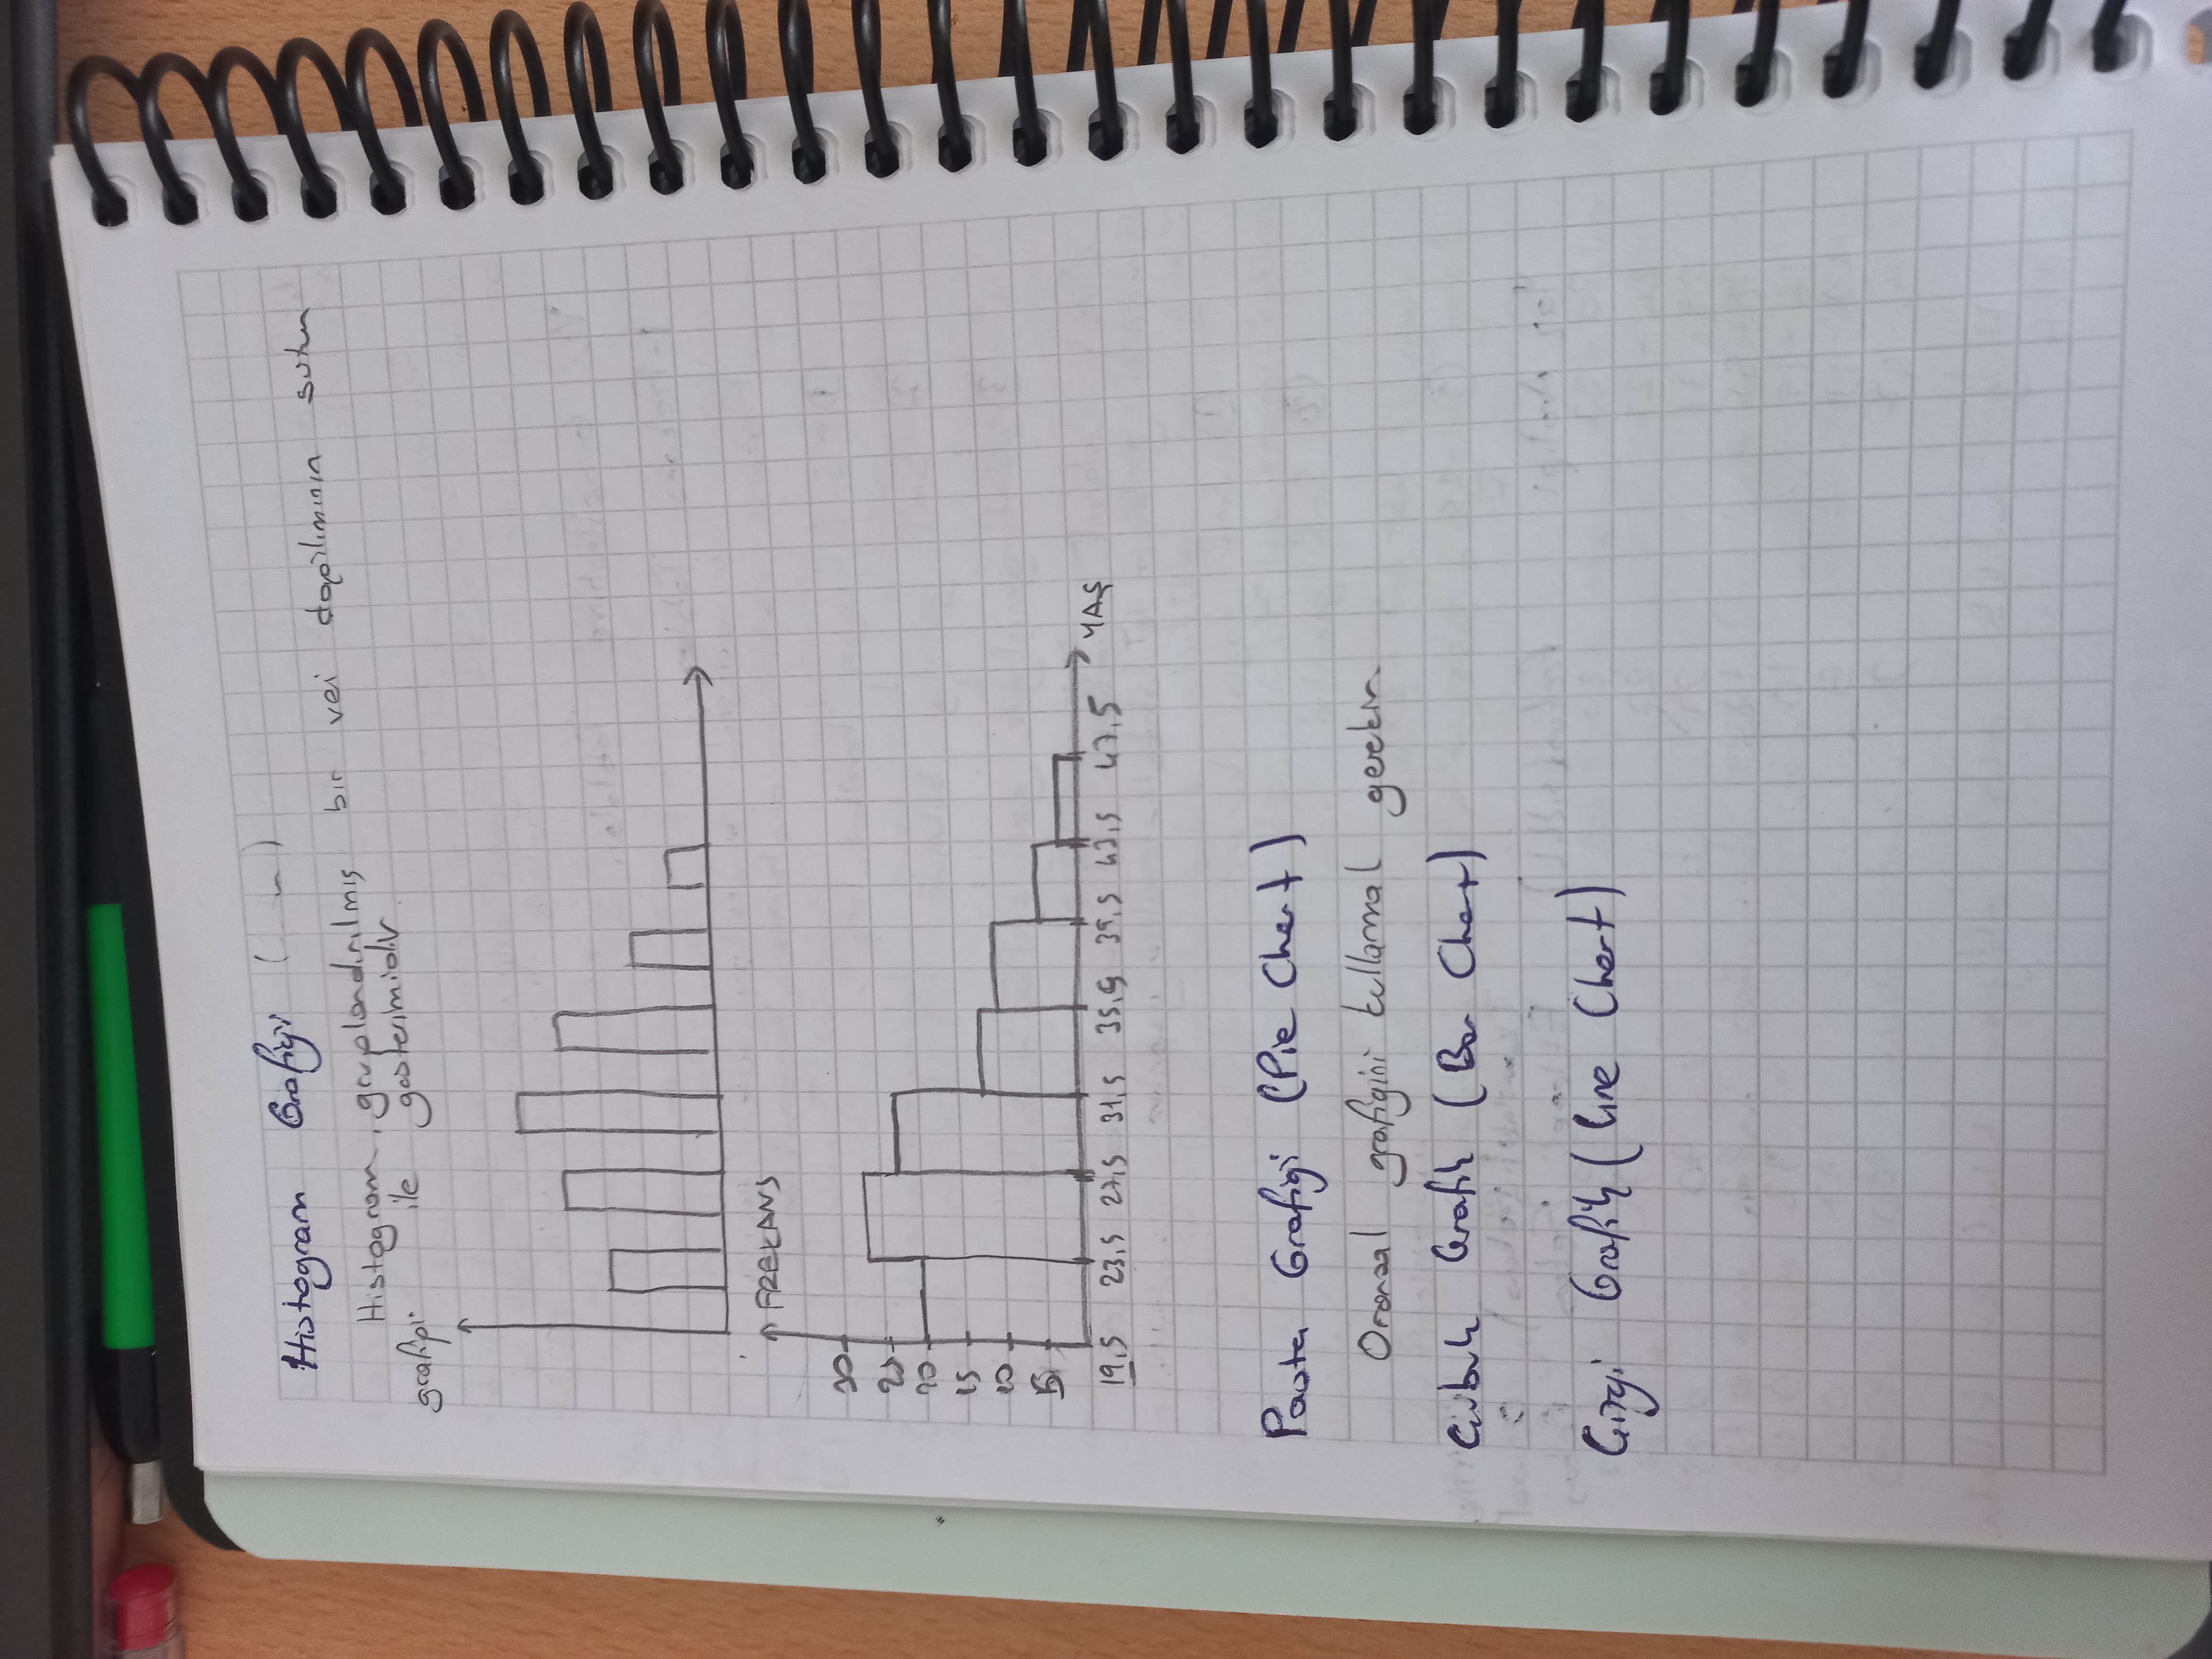 Histogram Grafiği ( )
Histogram, gruplandırılmış bir veri dağılımının sütun
grafiği ile gösterimidir.
FREKANS
30
25
20
15
10
5
19,5 23,5 27,5 31,5 35,5 39,5 43,5 47,5 YAŞ
Pasta Grafiği (Pie Chart)
Oransal grafiğini kullanmak gerekir
Çubuk Grafik (Bar Chart)
Çizgi Grafik (Line Chart)